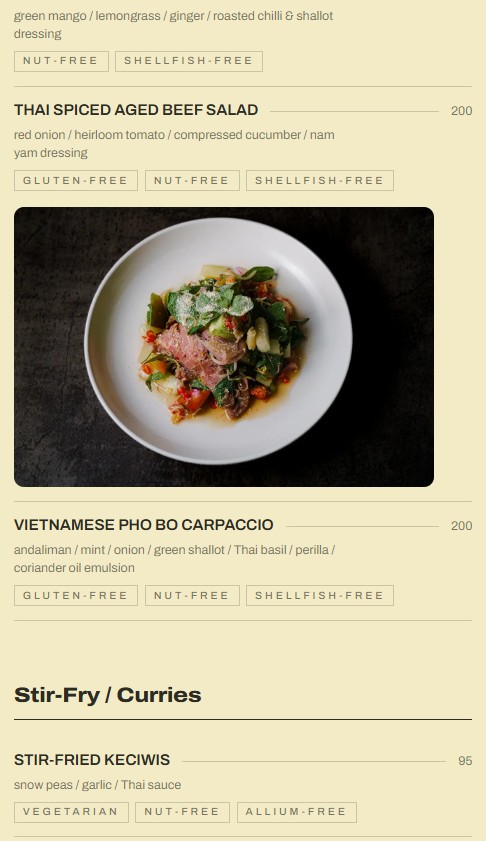 green mango / lemongrass / ginger / roasted chilli & shallot
dressing
NUT-FREE SHELLFISH-FREE
THAI SPICED AGED BEEF SALAD 200
red onion / heirloom tomato / compressed cucumber / nam
yam dressing
GLUTEN-FREE NUT-FREE SHELLFISH-FREE
VIETNAMESE PHO BO CARPACCIO 200
andaliman / mint / onion / green shallot / Thai basil / perilla /
coriander oil emulsion
GLUTEN-FREE NUT-FREE SHELLFISH-FREE
Stir-Fry / Curries
STIR-FRIED KECIWIS 95
snow peas / garlic / Thai sauce
VEGETARIAN NUT-FREE ALLIUM-FREE